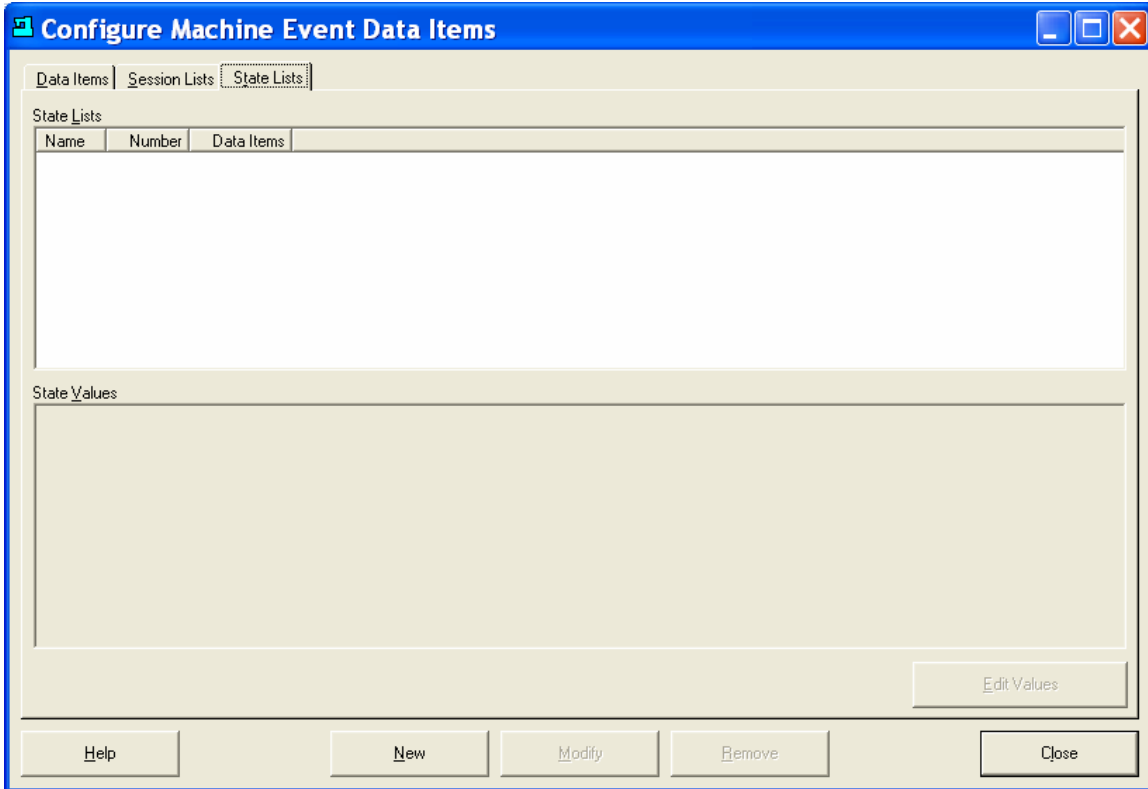 Configure Machine Event Data Items
Data Items Session Lists State Lists
State Lists
Name Number Data Items
State Values
Edit Values
Help New Modify Remove Close